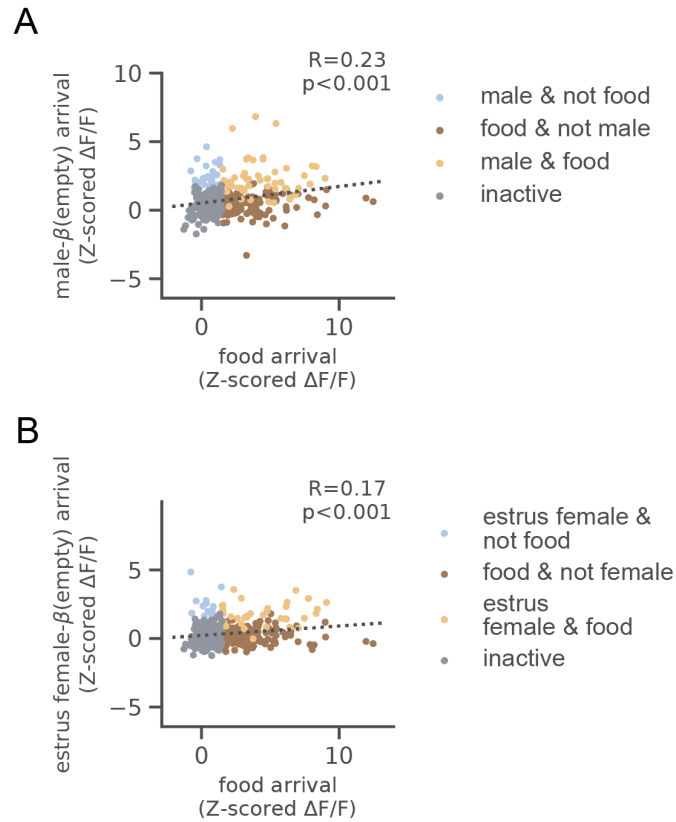 A
R=0.23
p<0.001
10
5
0
−5
male-β(empty) arrival
(Z-scored ΔF/F)
0
10
food arrival
(Z-scored ΔF/F)
male & not food
food & not male
male & food
inactive
B
R=0.17
p<0.001
5
0
−5
estrus female-β(empty) arrival
(Z-scored ΔF/F)
0
10
food arrival
(Z-scored ΔF/F)
estrus female &
not food
food & not female
estrus
female & food
inactive